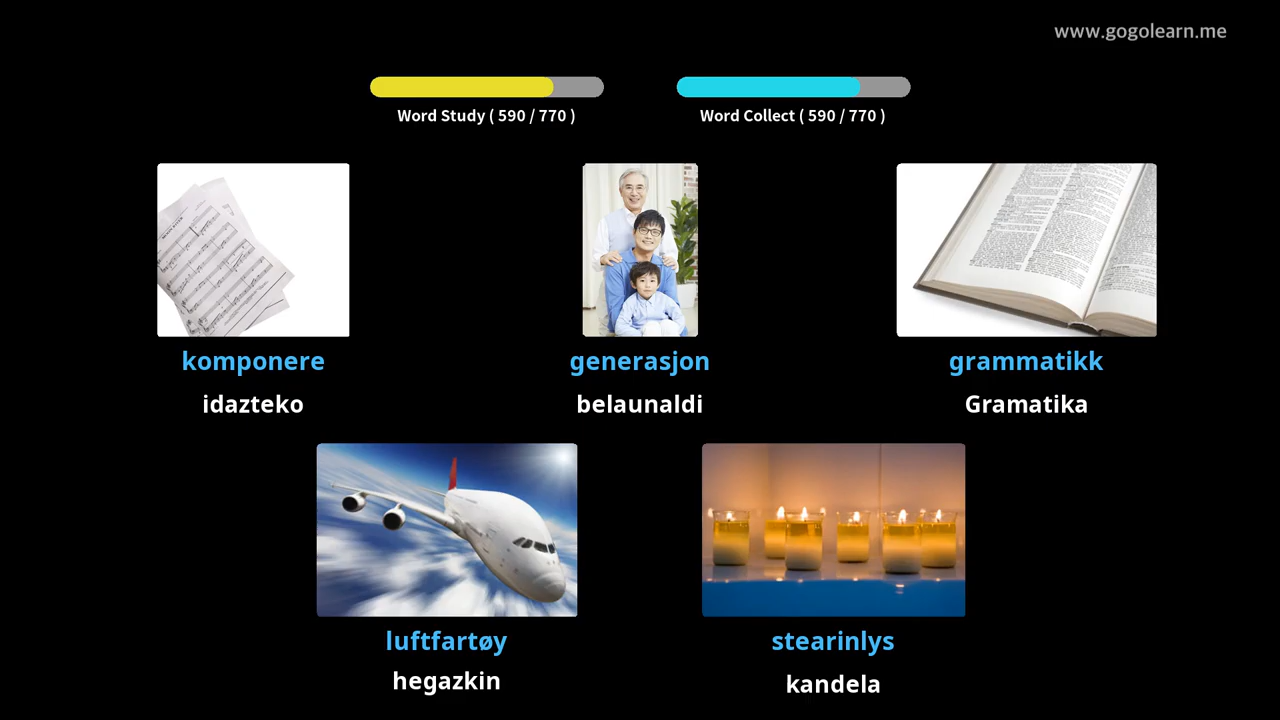 www.gogolearn.me
Word Study ( 590 / 770 )
Word Collect ( 590 / 770 )
komponere
idazteko
generasjon
belaunaldi
grammatikk
Gramatika
luftfartøy
hegazkin
stearinlys
kandela